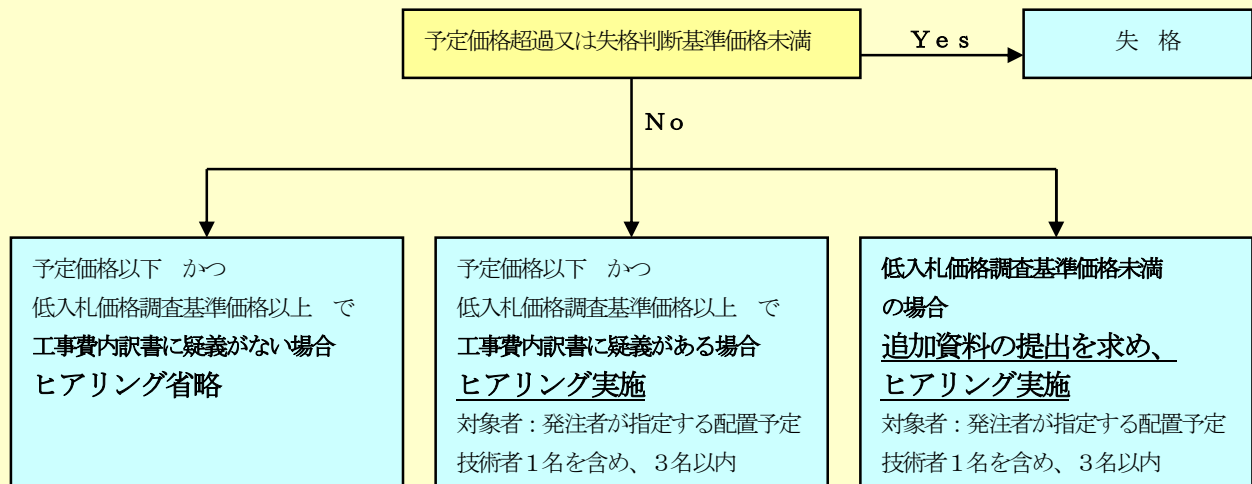 予定価格超過又は失格判断基準価格未満
Ｙｅｓ
失　格
Ｎｏ
予定価格以下　かつ
低入札価格調査基準価格以上　で
工事費内訳書に疑義がない場合
ヒアリング省略
予定価格以下　かつ
低入札価格調査基準価格以上　で
工事費内訳書に疑義がある場合
ヒアリング実施
対象者：発注者が指定する配置予定
技術者１名を含め、３名以内
低入札価格調査基準価格未満
の場合
追加資料の提出を求め、
ヒアリング実施
対象者：発注者が指定する配置予定
技術者１名を含め、３名以内